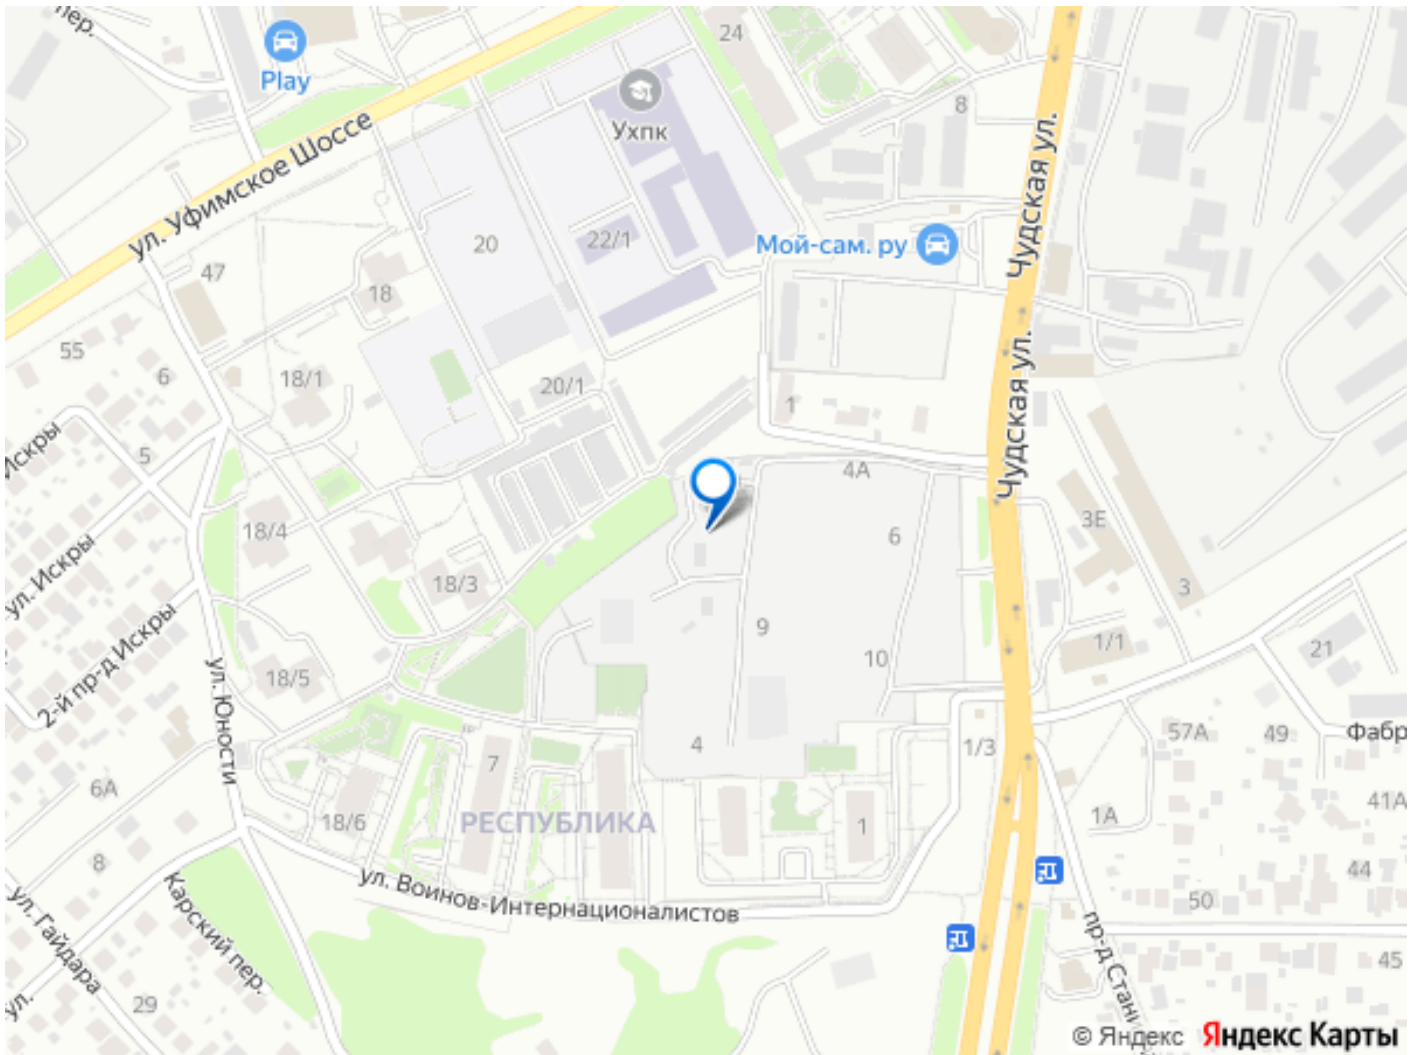 пер.
Play
24
Ухпк
8
ул. Уфимское Шоссе
Чудская ул.
20
22/1
Мой-сам. ру
47
18
55
6
18/1
20/1
1
Чудская ул.
Искры
5
4А
18/4
3Е
6
ул. Искры
18/3
3
2-й пр-д Искры
9
1/1
21
10
18/5
ул. Юности
57А
49
Фабр
4
1/3
7
6А
41А
18/6
РЕСПУБЛИКА
1
1А
8
44
ул. Воинов-Интернационалистов
50
ул. Гайдара
Карский пер.
пр-д Стани
45
ул.
29
© Яндекс Яндекс Карты